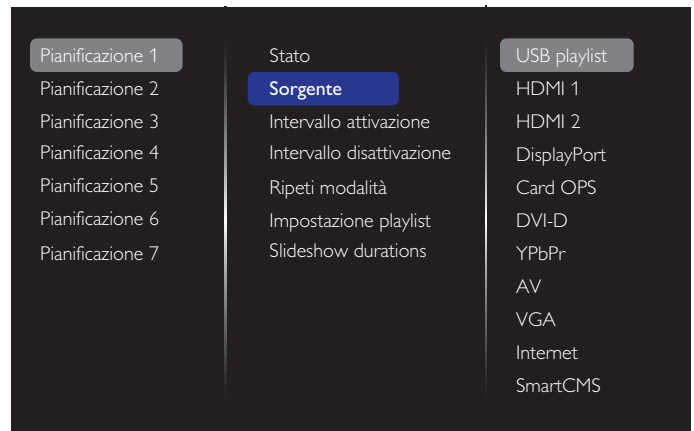 Pianificazione 1
Pianificazione 2
Pianificazione 3
Pianificazione 4
Pianificazione 5
Pianificazione 6
Pianificazione 7
Stato
Sorgente
Intervallo attivazione
Intervallo disattivazione
Ripeti modalità
Impostazione playlist
Slideshow durations
USB playlist
HDMI 1
HDMI 2
DisplayPort
Card OPS
DVI-D
YPbPr
AV
VGA
Internet
SmartCMS